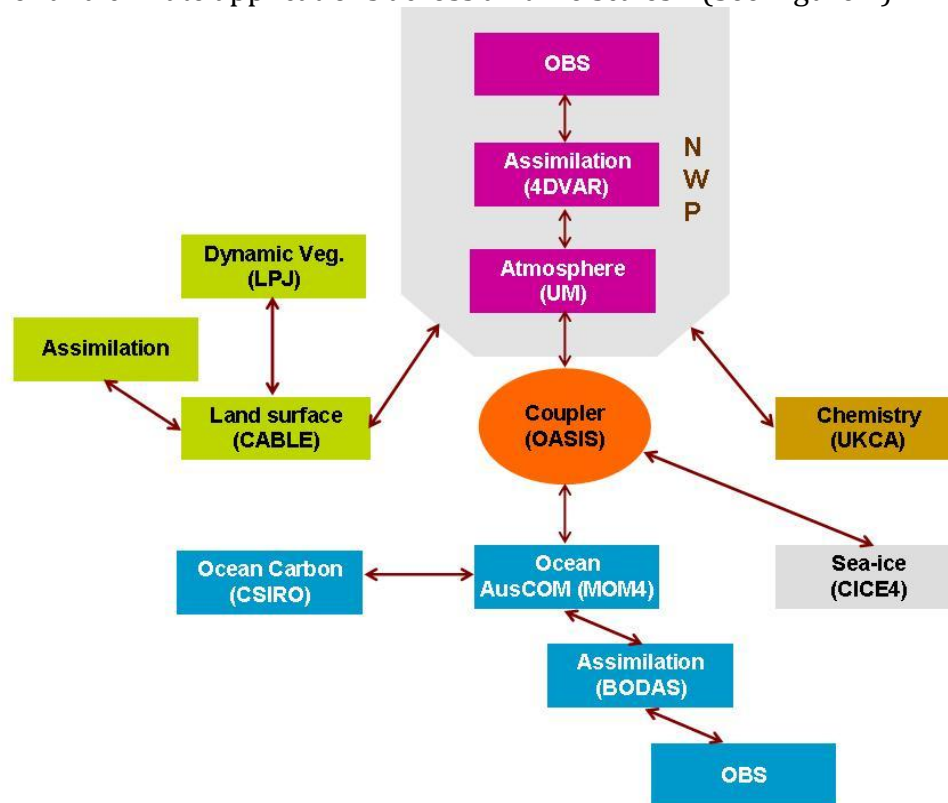 OBS
Assimilation
(4DVAR)
N
W
P
Atmosphere
(UM)
Dynamic Veg.
(LPJ)
Assimilation
Land surface
(CABLE)
Coupler
(OASIS)
Chemistry
(UKCA)
Ocean Carbon
(CSIRO)
Ocean
AusCOM (MOM4)
Sea-ice
(CICE4)
Assimilation
(BODAS)
OBS